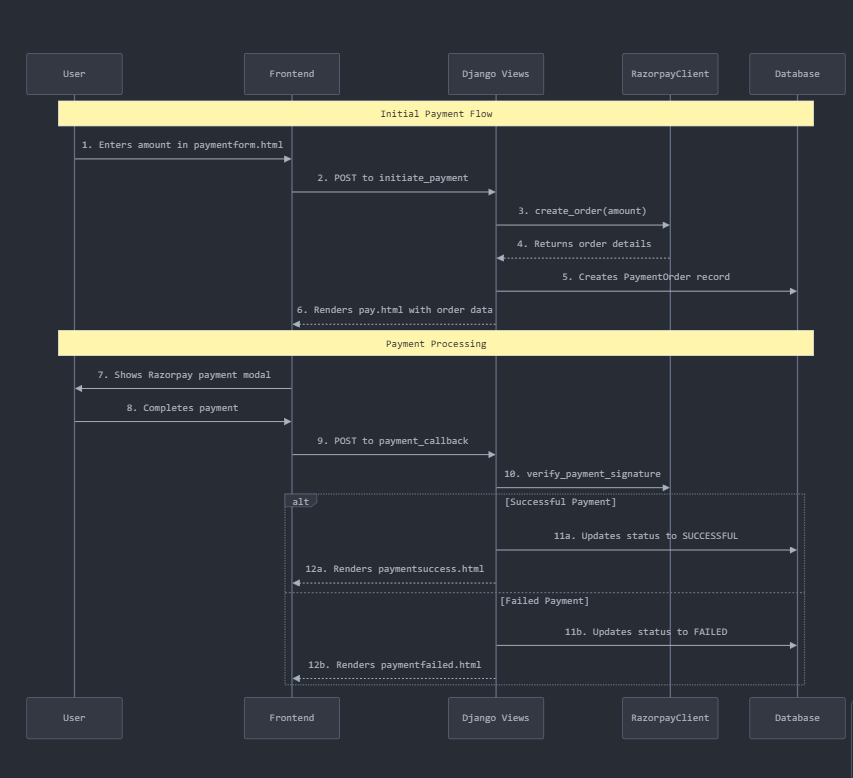 User
Frontend
Django Views
RazorpayClient
Database
Initial Payment Flow
1. Enters amount in paymentform.html
2. POST to initiate_payment
3. create_order(amount)
4. Returns order details
5. Creates PaymentOrder record
6. Renders pay.html with order data
Payment Processing
7. Shows Razorpay payment modal
8. Completes payment
9. POST to payment_callback
10. verify_payment_signature
alt
[Successful Payment]
11a. Updates status to SUCCESSFUL
12a. Renders paymentsuccess.html
[Failed Payment]
11b. Updates status to FAILED
12b. Renders paymentfailed.html
User
Frontend
Django Views
RazorpayClient
Database